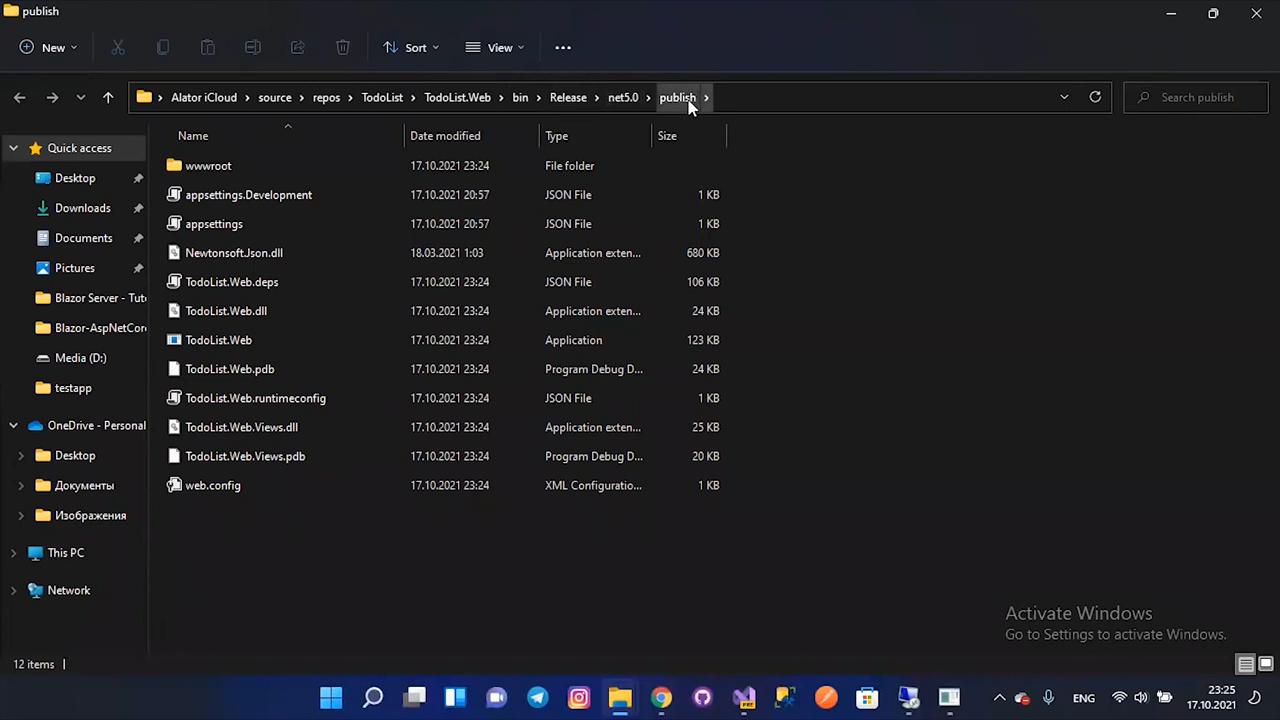 publish
New
Sort
View
Alator iCloud > source > repos > TodoList > TodoList.Web > bin > Release > net5.0 > publish >
Search publish
Name Date modified Type Size
Quick access
Desktop
Downloads
Documents
Pictures
Blazor Server - Tuto
Blazor-AspNetCore
Media (D:)
testapp
OneDrive - Personal
Desktop
Документы
Изображения
This PC
Network
wwwroot 17.10.2021 23:24 File folder
appsettings.Development 17.10.2021 20:57 JSON File 1 KB
appsettings 17.10.2021 20:57 JSON File 1 KB
Newtonsoft.Json.dll 18.03.2021 1:03 Application exten... 680 KB
TodoList.Web.deps 17.10.2021 23:24 JSON File 106 KB
TodoList.Web.dll 17.10.2021 23:24 Application exten... 24 KB
TodoList.Web 17.10.2021 23:24 Application 123 KB
TodoList.Web.pdb 17.10.2021 23:24 Program Debug D... 24 KB
TodoList.Web.runtimeconfig 17.10.2021 23:24 JSON File 1 KB
TodoList.Web.Views.dll 17.10.2021 23:24 Application exten... 25 KB
TodoList.Web.Views.pdb 17.10.2021 23:24 Program Debug D... 20 KB
web.config 17.10.2021 23:24 XML Configuratio... 1 KB
Activate Windows
Go to Settings to activate Windows.
12 items
ENG
23:25
17.10.2021